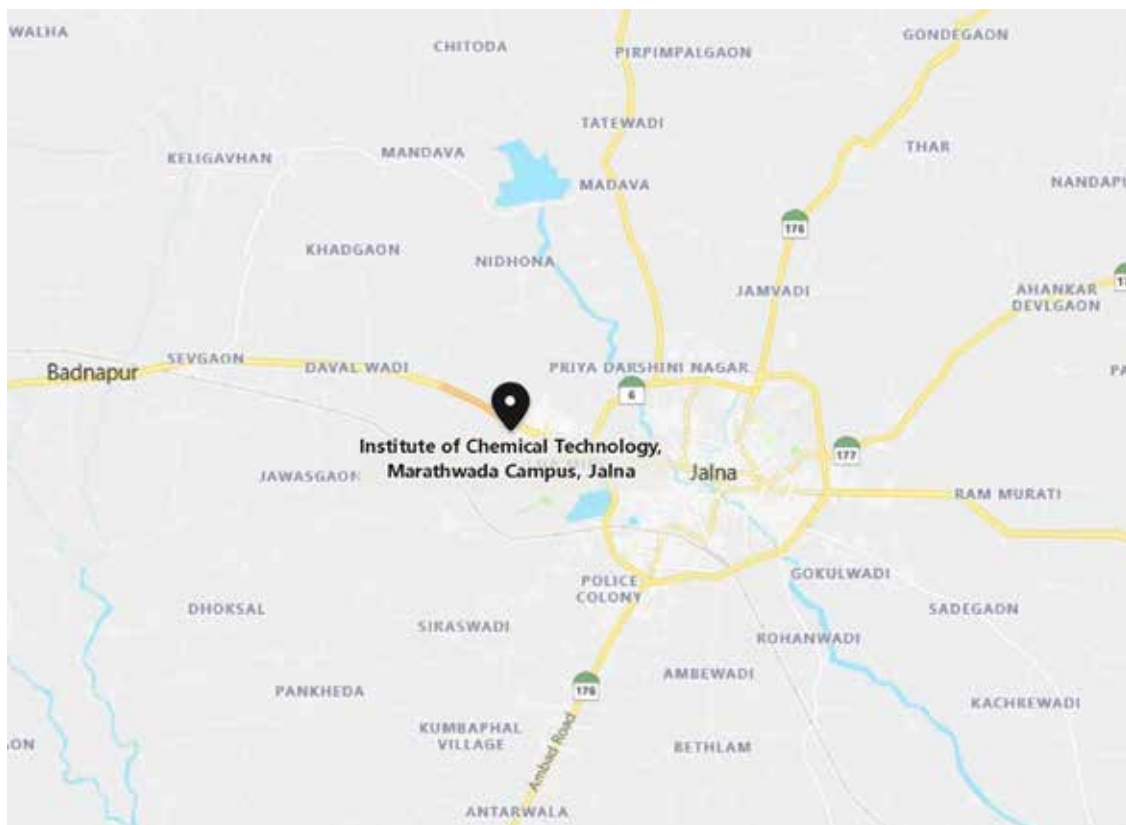 WALHA
CHITODA
PIRPIMPALGAON
GONDEGAON
TATEWADI
KELIGAVHAN
MANDAVA
THAR
MADAVA
176
KHADGAON
NIDHONA
JAMVADI
AHANKAR
DEVLGAON
SEVGAON
Badnapur
DAVAL WADI
PRIYA DARSHINI NAGAR
6
Institute of Chemical Technology,
Marathwada Campus, Jalna
177
JAWASGAON
Jalna
RAM MURATI
POLICE
COLONY
GOKULWADI
DHOKSAL
SIRASWADI
SADEGAON
ROHANWADI
AMBEWADI
176
PANKHEDA
KACHREWADI
KUMBAPHAL
VILLAGE
Ambad Road
BETHLAM
ANTARWALA